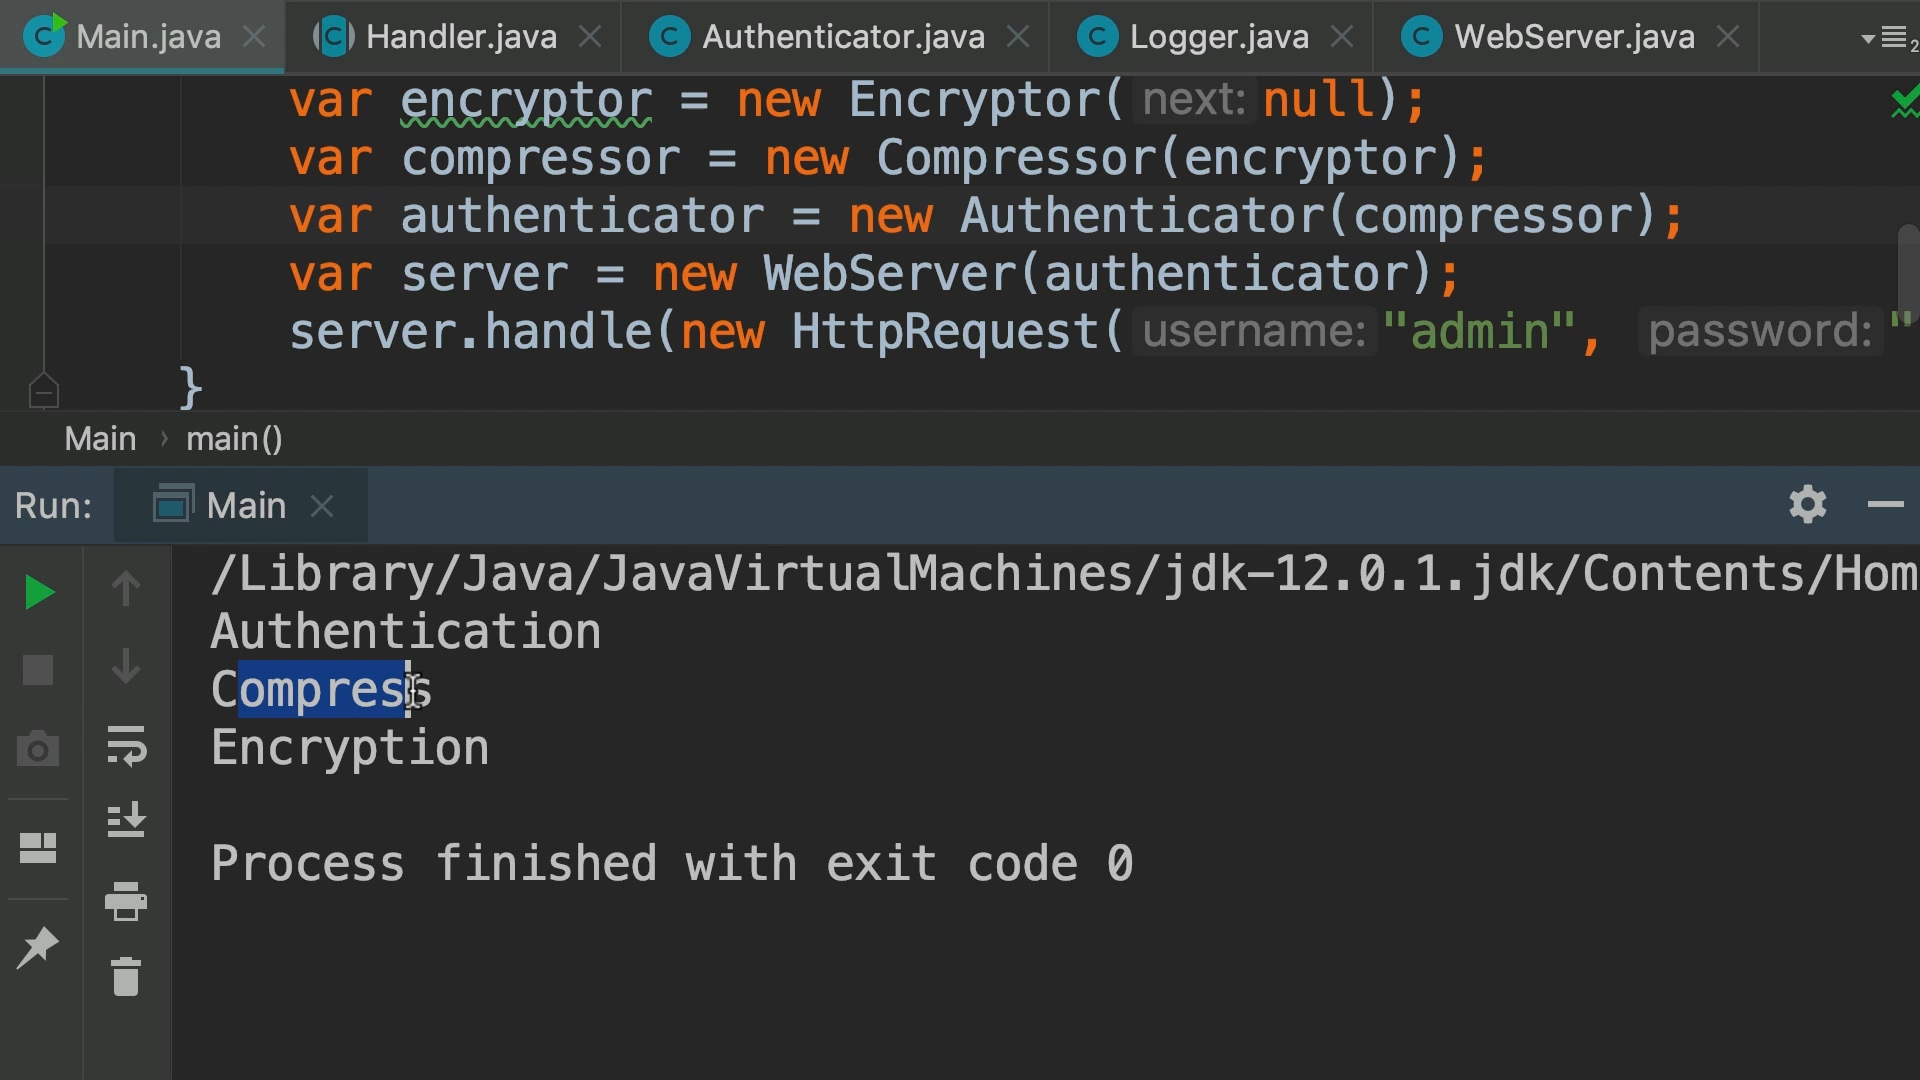 Main.java Handler.java Authenticator.java Logger.java WebServer.java 2
var encryptor = new Encryptor( next: null);
var compressor = new Compressor(encryptor);
var authenticator = new Authenticator(compressor);
var server = new WebServer(authenticator);
server.handle(new HttpRequest( username: "admin", password: "
}
Main › main()
Run: Main
/Library/Java/JavaVirtualMachines/jdk-12.0.1.jdk/Contents/Hom
Authentication
Compress
Encryption
Process finished with exit code 0